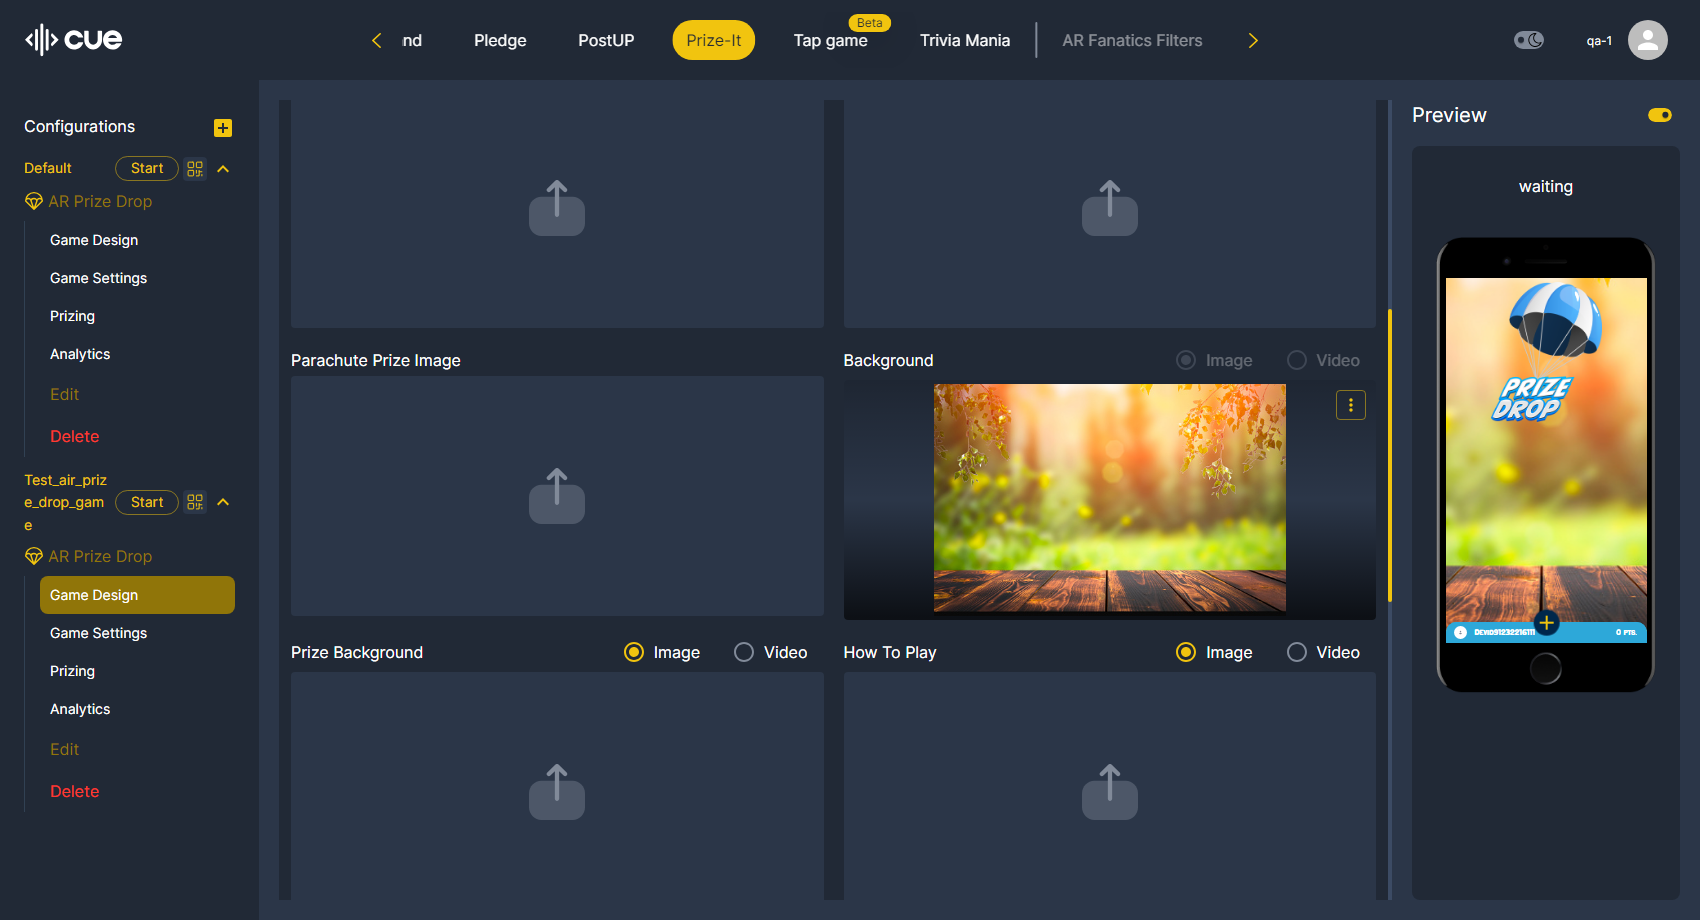 cue
nd
Pledge
PostUP
Prize-It
Beta
Tap game
Trivia Mania
AR Fanatics Filters
qa-1
Configurations
Default
Start
AR Prize Drop
Game Design
Game Settings
Prizing
Analytics
Edit
Delete
Test_air_priz
e_drop_gam
e
Start
AR Prize Drop
Game Design
Game Settings
Prizing
Analytics
Edit
Delete
Parachute Prize Image
Background
Image
Video
Prize Background
Image
Video
How To Play
Image
Video
Preview
waiting
PRIZE
DROP
0 PTS.